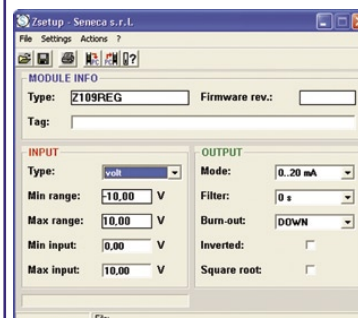 Zsetup - Seneca s.r.l.
File Settings Actions ?
MODULE INFO
Type: Z109REG Firmware rev.:
Tag:
INPUT
Type: volt
Min range: -10,00 V
Max range: 10,00 V
Min input: 0,00 V
Max input: 10,00 V
OUTPUT
Mode: 0..20 mA
Filter: 0 s
Burn-out: DOWN
Inverted:
Square root: